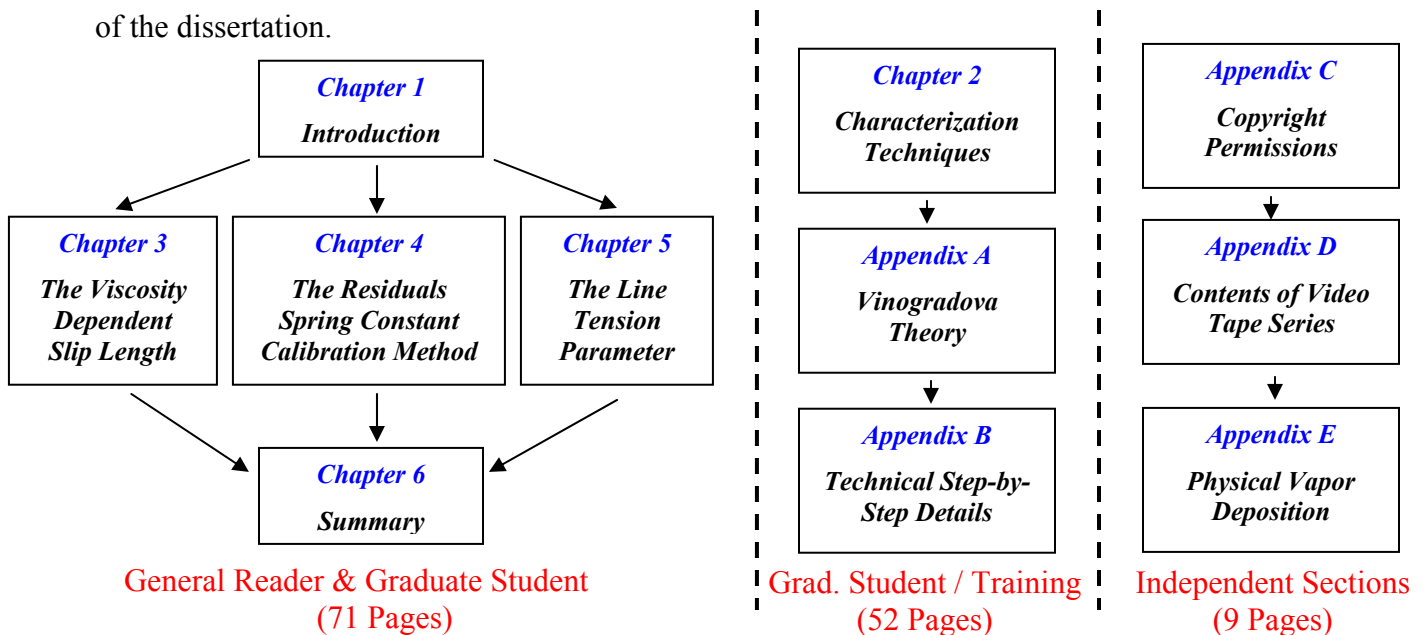 of the dissertation.
Chapter 1
Introduction
Chapter 3
The Viscosity
Dependent
Slip Length
Chapter 4
The Residuals
Spring Constant
Calibration Method
Chapter 5
The Line
Tension
Parameter
Chapter 6
Summary
General Reader & Graduate Student
(71 Pages)
Chapter 2
Characterization
Techniques
Appendix A
Vinogradova
Theory
Appendix B
Technical Step-by-
Step Details
Grad. Student / Training
(52 Pages)
Appendix C
Copyright
Permissions
Appendix D
Contents of Video
Tape Series
Appendix E
Physical Vapor
Deposition
Independent Sections
(9 Pages)